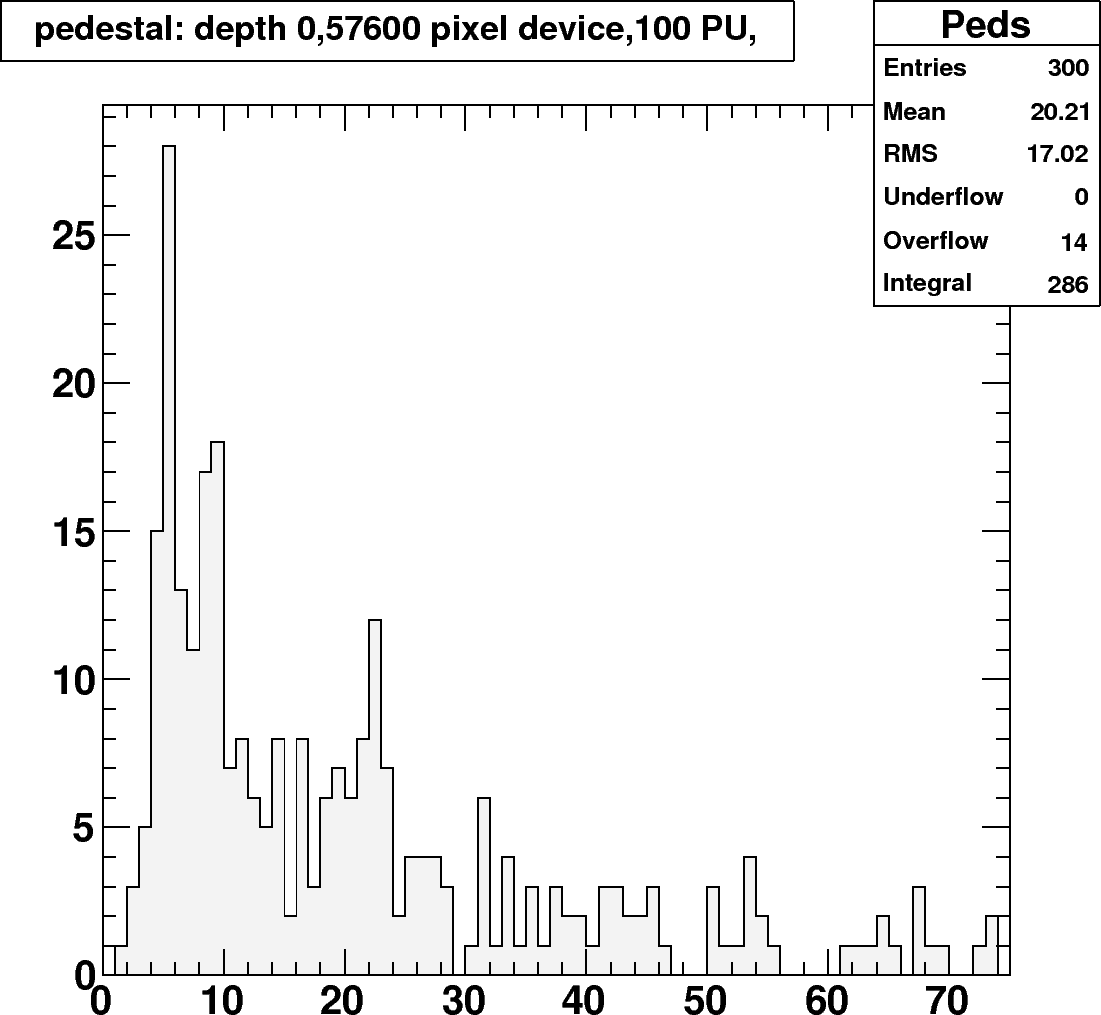 pedestal: depth 0,57600 pixel device,100 PU,
Peds
Entries 300
Mean 20.21
RMS 17.02
Underflow 0
Overflow 14
Integral 286
25
20
15
10
5
0
0 10 20 30 40 50 60 70